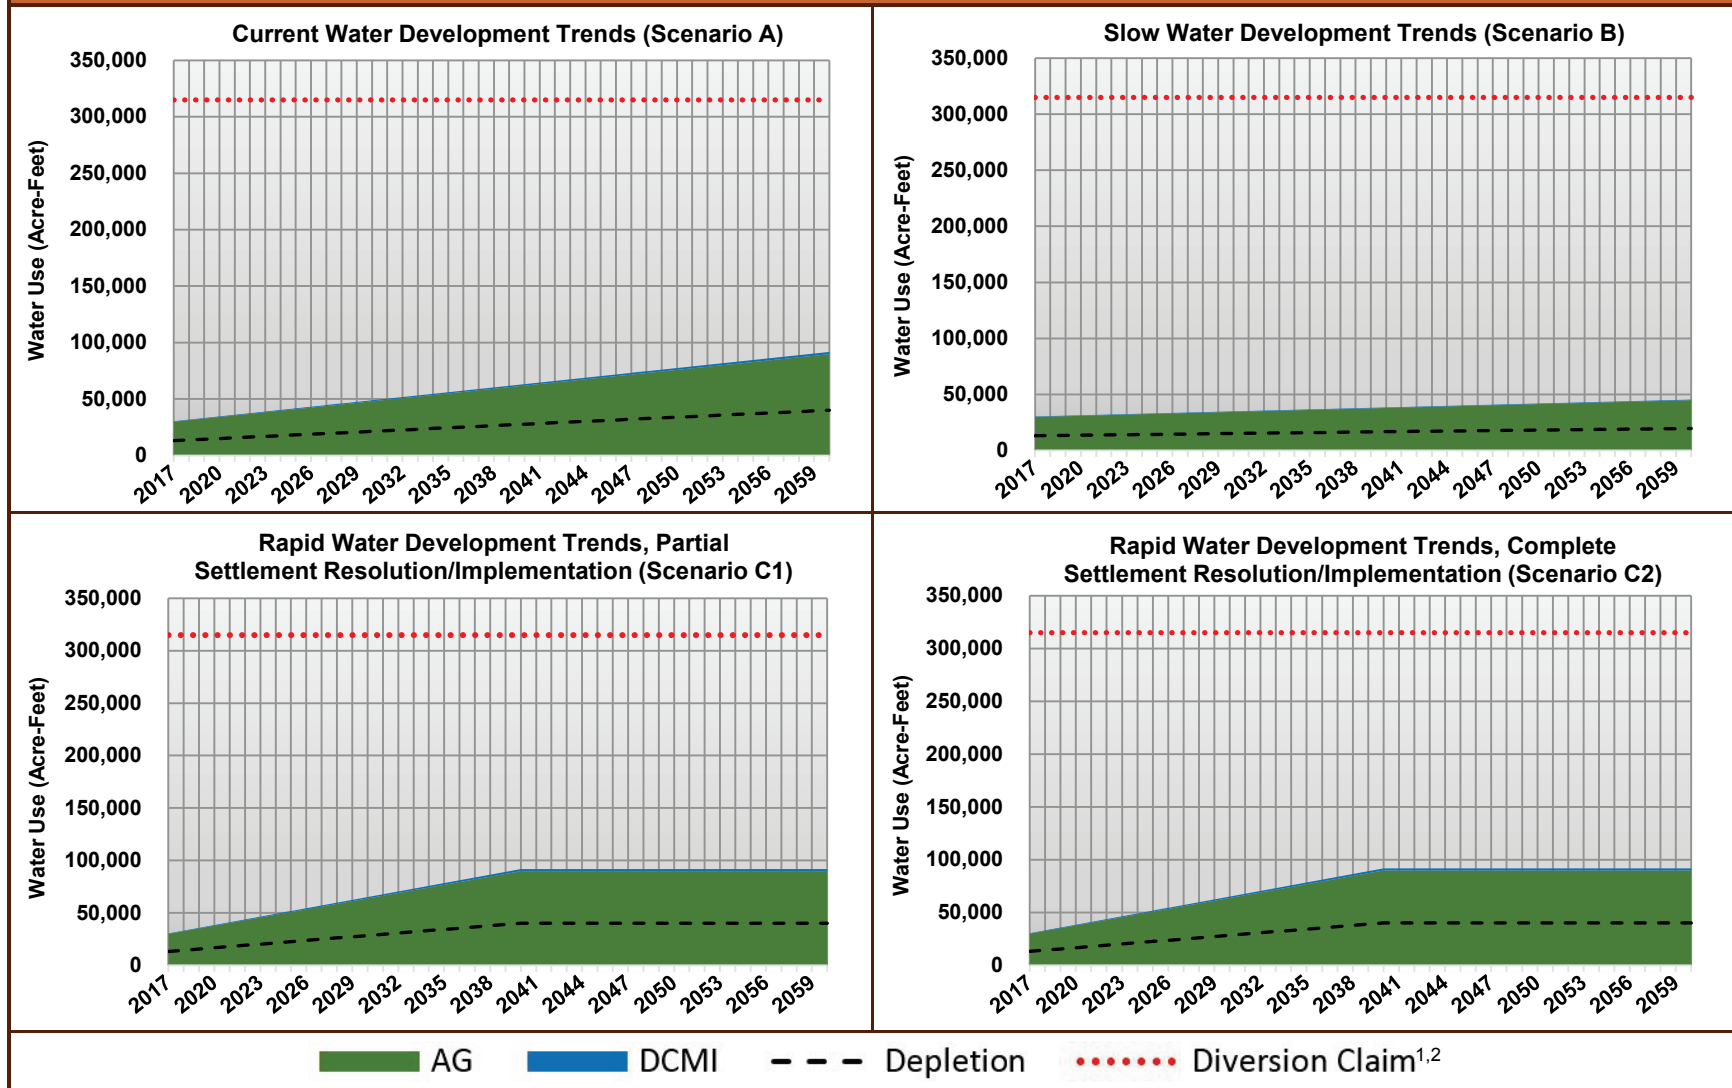 Current Water Development Trends (Scenario A)
Water Use (Acre-Feet)
350,000
300,000
250,000
200,000
150,000
100,000
50,000
0
2017 2020 2023 2026 2029 2032 2035 2038 2041 2044 2047 2050 2053 2056 2059
Slow Water Development Trends (Scenario B)
Water Use (Acre-Feet)
350,000
300,000
250,000
200,000
150,000
100,000
50,000
0
2017 2020 2023 2026 2029 2032 2035 2038 2041 2044 2047 2050 2053 2056 2059
Rapid Water Development Trends, Partial
Settlement Resolution/Implementation (Scenario C1)
Water Use (Acre-Feet)
350,000
300,000
250,000
200,000
150,000
100,000
50,000
0
2017 2020 2023 2026 2029 2032 2035 2038 2041 2044 2047 2050 2053 2056 2059
Rapid Water Development Trends, Complete
Settlement Resolution/Implementation (Scenario C2)
Water Use (Acre-Feet)
350,000
300,000
250,000
200,000
150,000
100,000
50,000
0
2017 2020 2023 2026 2029 2032 2035 2038 2041 2044 2047 2050 2053 2056 2059
AG DCMI Depletion Diversion Claim1,2